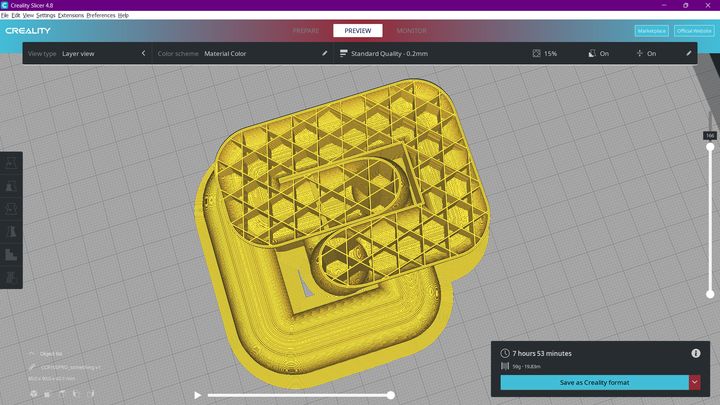 Creality Slicer 4.8
File Edit View Settings Extensions Preferences Help
CREALITY
PREPARE PREVIEW MONITOR
Marketplace Official Website
View type Layer view Color scheme Material Color Standard Quality - 0.2mm 15% On On
166
Object list
7 hours 53 minutes
59g · 19.83m
Save as Creality format